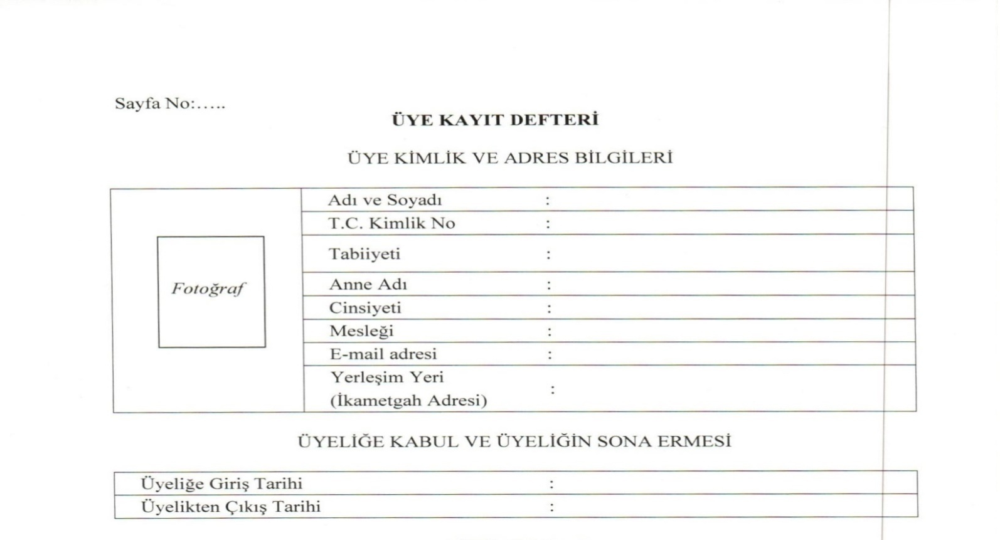 Sayfa No:.....
ÜYE KAYIT DEFTERİ
ÜYE KİMLİK VE ADRES BİLGİLERİ
Fotoğraf
Adı ve Soyadı :
T.C. Kimlik No :
Tabiiyeti :
Anne Adı :
Cinsiyeti :
Mesleği :
E-mail adresi :
Yerleşim Yeri
(İkametgah Adresi) :
ÜYELİĞE KABUL VE ÜYELİĞİN SONA ERMESİ
Üyeliğe Giriş Tarihi :
Üyelikten Çıkış Tarihi :